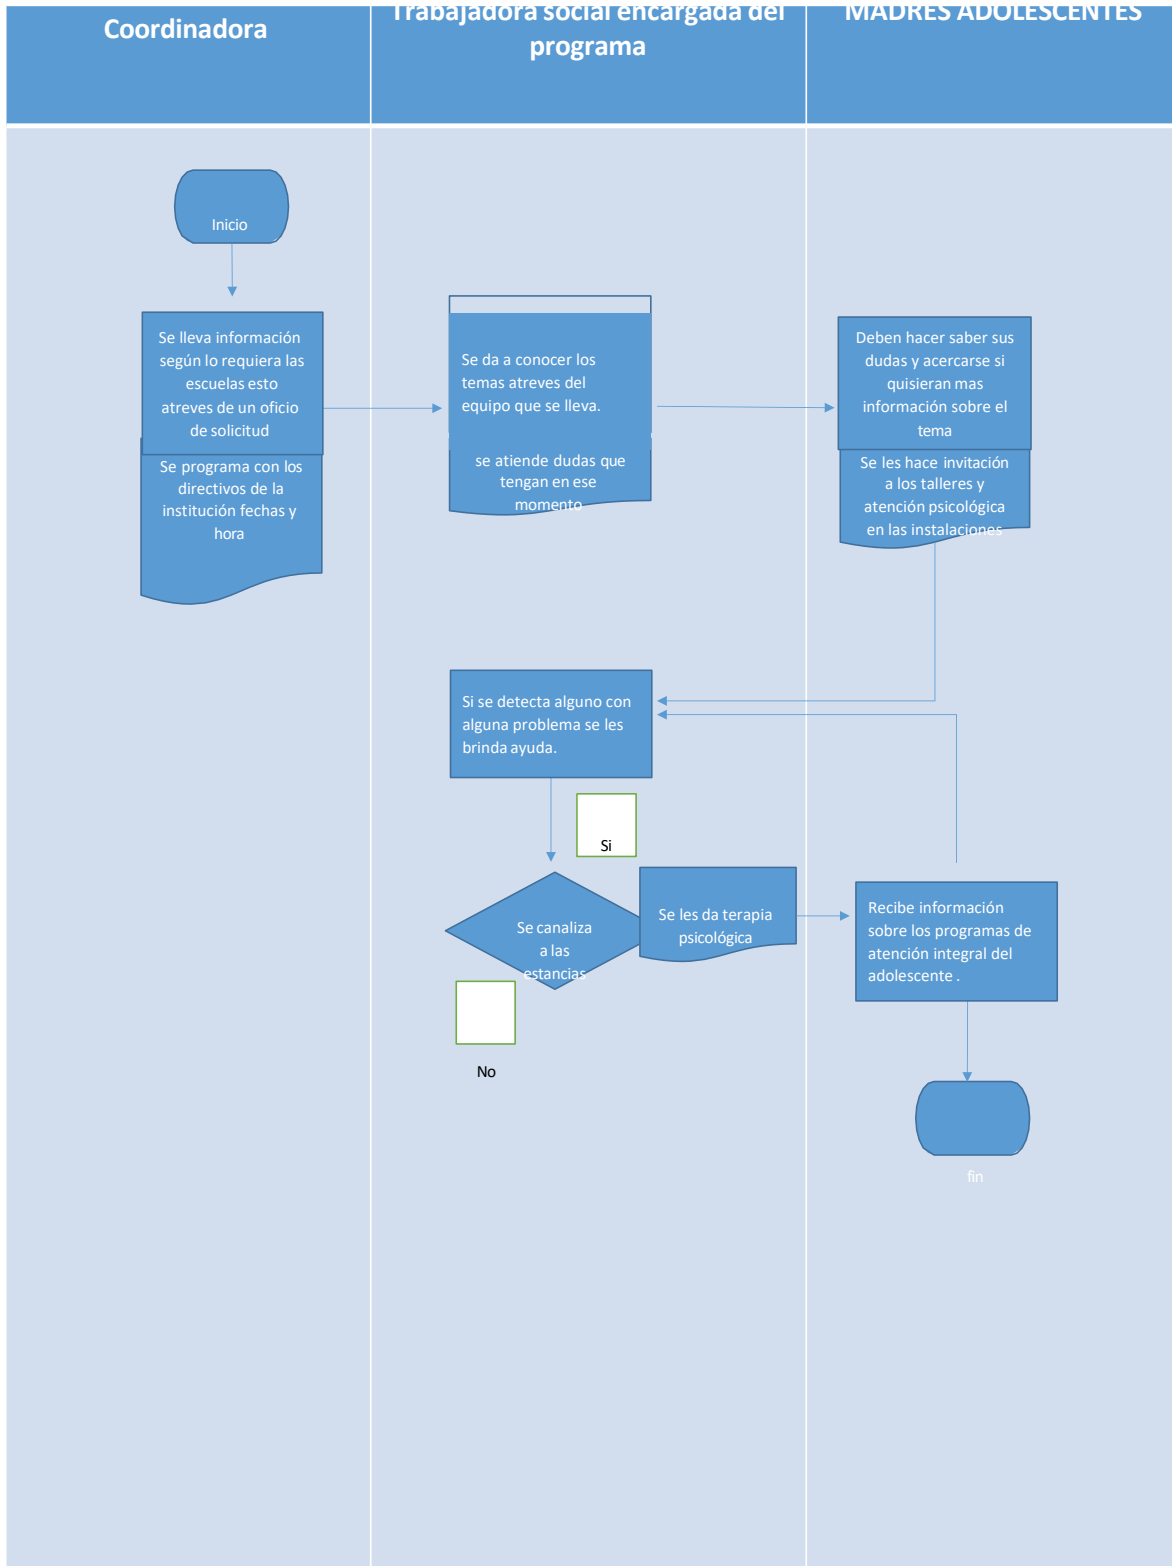 Coordinadora
Trabajadora social encargada del
programa
MADRES ADOLESCENTES
Inicio
Se lleva información
según lo requiera las
escuelas esto
atreves de un oficio
de solicitud
Se programa con los
directivos de la
institución fechas y
hora
Se da a conocer los
temas atreves del
equipo que se lleva.
se atiende dudas que
tengan en ese
momento
Deben hacer saber sus
dudas y acercarse si
quisieran mas
información sobre el
tema
Se les hace invitación
a los talleres y
atención psicológica
en las instalaciones
Si se detecta alguno con
alguna problema se les
brinda ayuda.
Si
Se canaliza
a las
estancias
Se les da terapia
psicológica
Recibe información
sobre los programas de
atención integral del
adolescente .
No
fin